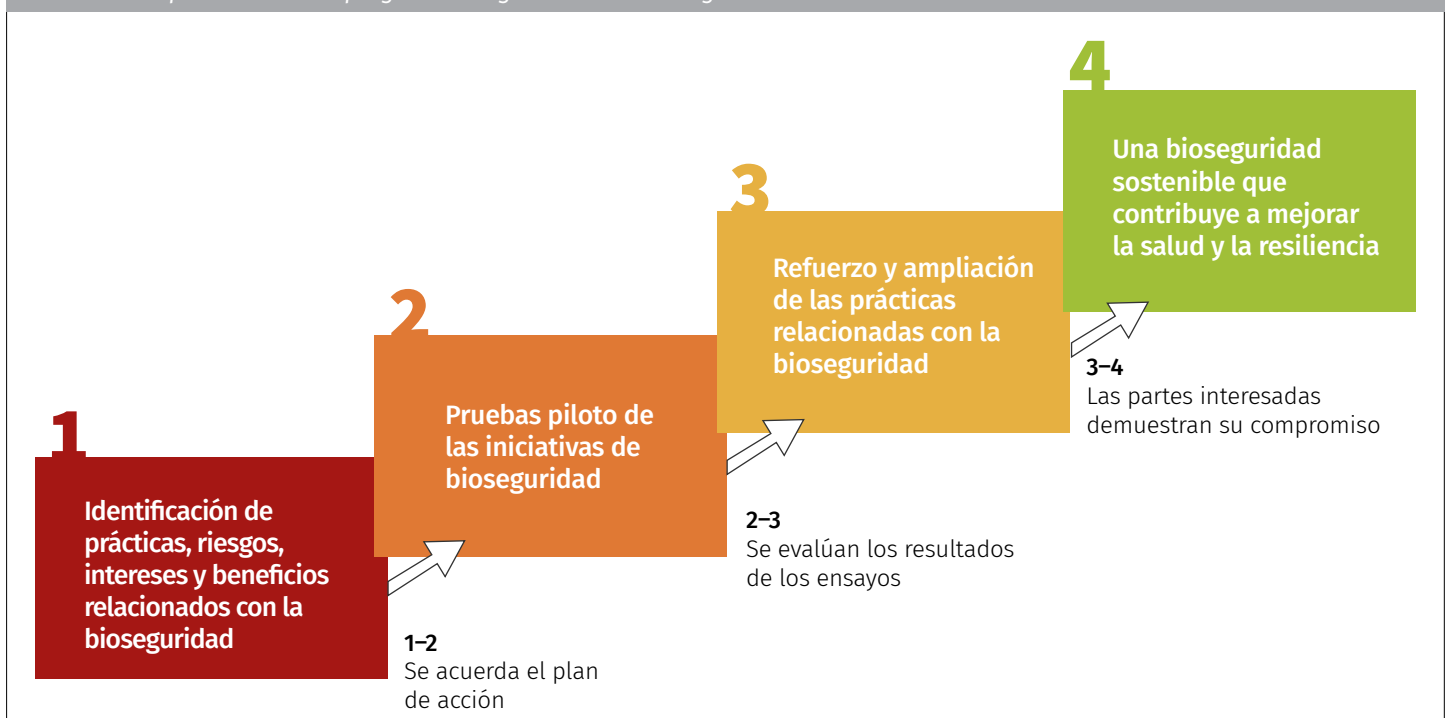 1
Identificación de
prácticas, riesgos,
intereses y beneficios
relacionados con la
bioseguridad
1–2
Se acuerda el plan
de acción
2
Pruebas piloto de
las iniciativas de
bioseguridad
2–3
Se evalúan los resultados
de los ensayos
3
Refuerzo y ampliación
de las prácticas
relacionadas con la
bioseguridad
3–4
Las partes interesadas
demuestran su compromiso
4
Una bioseguridad
sostenible que
contribuye a mejorar
la salud y la resiliencia